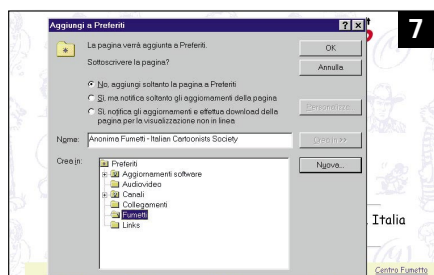 Aggiungi a Preferiti
7
La pagina verrà aggiunta a Preferiti.
OK
Sottoscrivere la pagina?
Annulla
No, aggiungi soltanto la pagina a Preferiti
Sì, ma notifica soltanto gli aggiornamenti della pagina
Sì, notifica gli aggiornamenti e effettua download della
pagina per la visualizzazione non in linea
Personalizza...
Nome:
Anonima Fumetti - Italian Cartoonists Society
Crea in >>
Crea in:
Preferiti
Nuova...
Aggiornamenti software
Audiovideo
Canali
Collegamenti
Fumetti
Links
Italia
Centro Fumetto